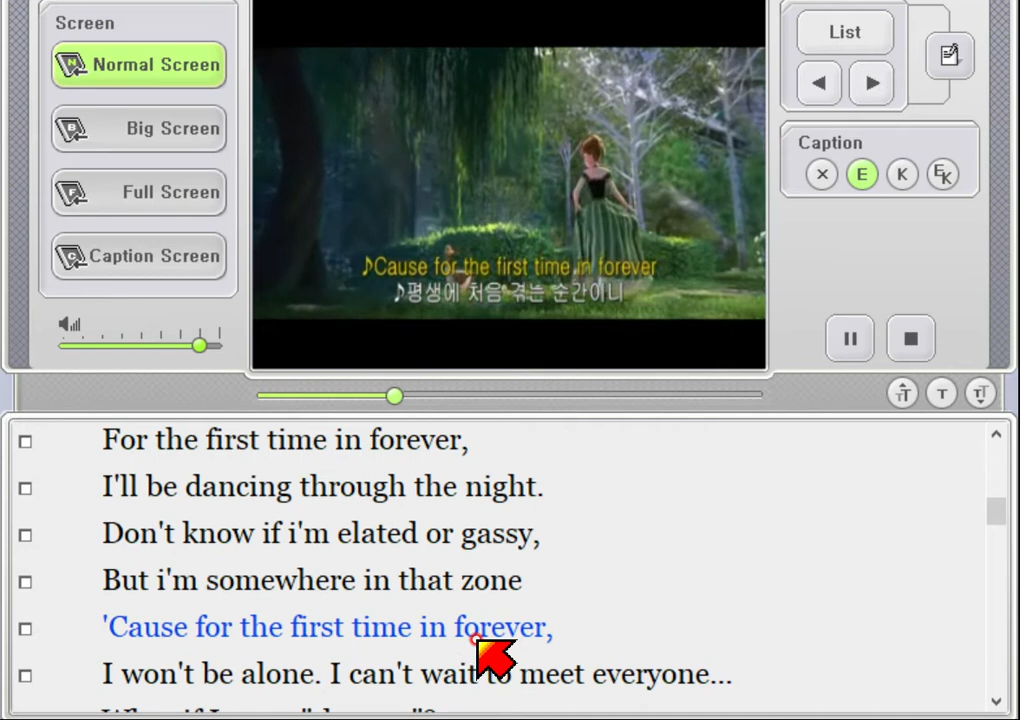 Screen
Normal Screen
Big Screen
Full Screen
Caption Screen
♪Cause for the first time in forever
♪평생에 처음 겪는 순간이니
List
Caption
E
K
EK
T
T
T
For the first time in forever,
I'll be dancing through the night.
Don't know if i'm elated or gassy,
But i'm somewhere in that zone
'Cause for the first time in forever,
I won't be alone. I can't wait to meet everyone...